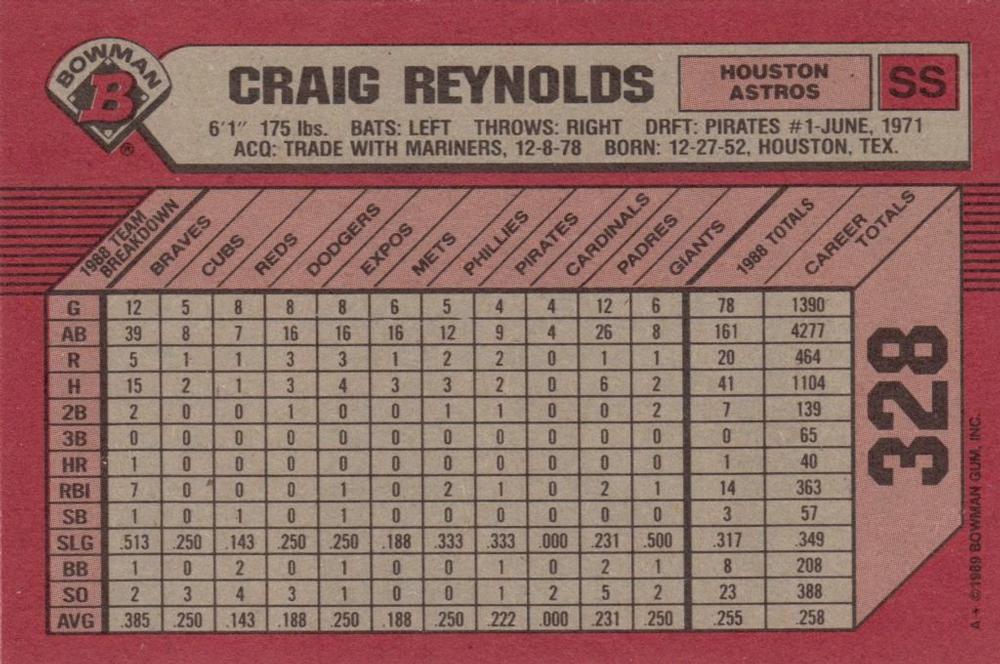 BOWMAN
B
®
CRAIG REYNOLDS
HOUSTON
ASTROS
SS
6'1" 175 lbs. BATS: LEFT THROWS: RIGHT DRFT: PIRATES #1-JUNE, 1971
ACQ: TRADE WITH MARINERS, 12-8-78 BORN: 12-27-52, HOUSTON, TEX.
1988 TEAM
BREAKDOWN
BRAVES CUBS REDS DODGERS EXPOS METS PHILLIES PIRATES CARDINALS PADRES GIANTS 1988 TOTALS CAREER TOTALS
G 12 5 8 8 8 6 5 4 4 12 6 78 1390
AB 39 8 7 16 16 16 12 9 4 26 8 161 4277
R 5 1 1 3 3 1 2 2 0 1 1 20 464
H 15 2 1 3 4 3 3 2 0 6 2 41 1104
2B 2 0 0 1 0 0 1 1 0 0 2 7 139
3B 0 0 0 0 0 0 0 0 0 0 0 0 65
HR 1 0 0 0 0 0 0 0 0 0 0 1 40
RBI 7 0 0 0 1 0 2 1 0 2 1 14 363
SB 1 0 1 0 1 0 0 0 0 0 0 3 57
SLG .513 .250 .143 .250 .250 .188 .333 .333 .000 .231 .500 .317 .349
BB 1 0 2 0 1 0 0 1 0 2 1 8 208
SO 2 3 4 3 1 0 0 1 2 5 2 23 388
AVG .385 .250 .143 .188 .250 .188 .250 .222 .000 .231 .250 .255 .258
328
A★ ©1989 BOWMAN GUM, INC.